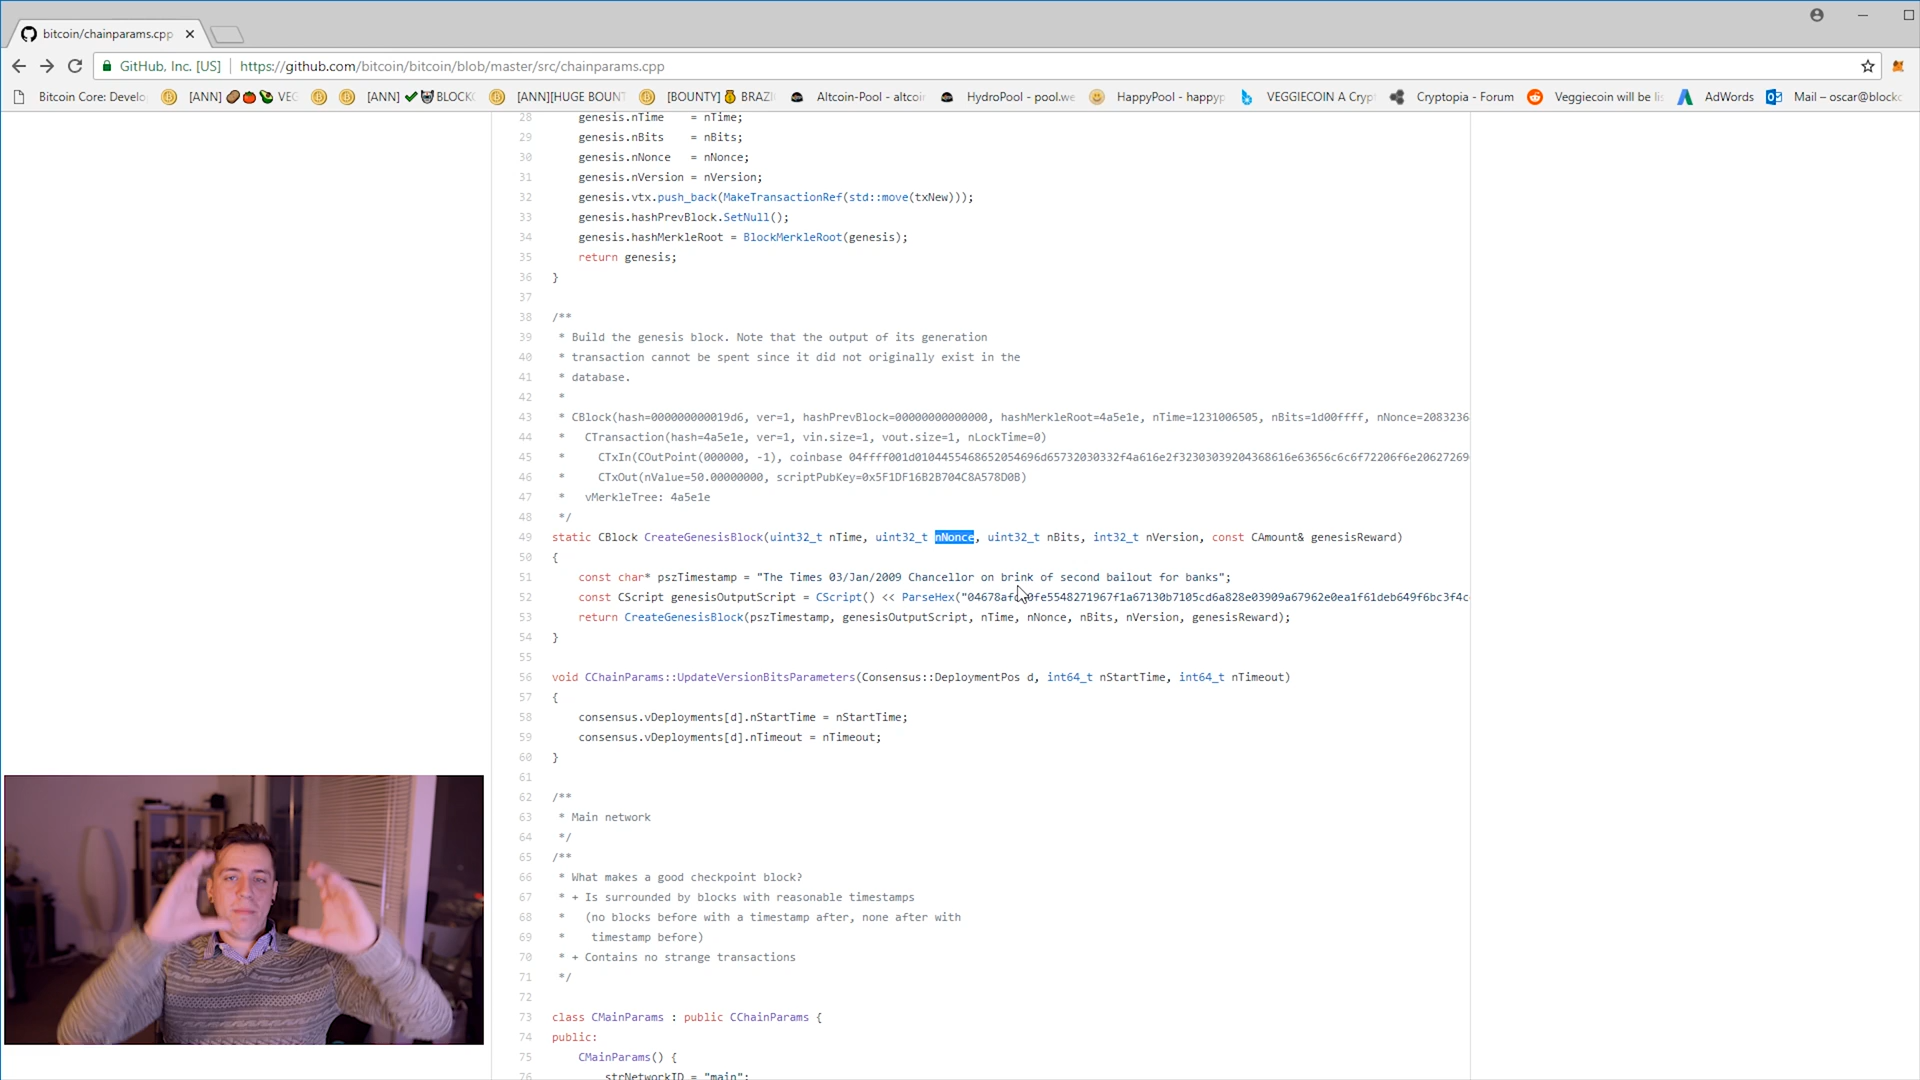 bitcoin/chainparams.cpp
GitHub, Inc. [US]
https://github.com/bitcoin/bitcoin/blob/master/src/chainparams.cpp
Bitcoin Core: Develo
[ANN] VEG
[ANN] BLOCKC
[ANN][HUGE BOUNT
[BOUNTY] BRAZI
Altcoin-Pool - altcoi
HydroPool - pool.we
HappyPool - happyp
VEGGIECOIN A Cryp
Cryptopia - Forum
Veggiecoin will be li
AdWords
Mail – oscar@blockc
28 genesis.nTime    = nTime;
29 genesis.nBits    = nBits;
30 genesis.nNonce   = nNonce;
31 genesis.nVersion = nVersion;
32 genesis.vtx.push_back(MakeTransactionRef(std::move(txNew)));
33 genesis.hashPrevBlock.SetNull();
34 genesis.hashMerkleRoot = BlockMerkleRoot(genesis);
35 return genesis;
36 }
37
38 /**
39 * Build the genesis block. Note that the output of its generation
40 * transaction cannot be spent since it did not originally exist in the
41 * database.
42 *
43 * CBlock(hash=000000000019d6, ver=1, hashPrevBlock=00000000000000, hashMerkleRoot=4a5e1e, nTime=1231006505, nBits=1d00ffff, nNonce=2083236
44 *   CTransaction(hash=4a5e1e, ver=1, vin.size=1, vout.size=1, nLockTime=0)
45 *     CTxIn(COutPoint(000000, -1), coinbase 04ffff001d0104455468652054696d65732030332f4a616e2f32303039204368616e63656c6c6f72206f6e206272696
46 *     CTxOut(nValue=50.00000000, scriptPubKey=0x5F1DF16B2B704C8A578D0B)
47 *   vMerkleTree: 4a5e1e
48 */
49 static CBlock CreateGenesisBlock(uint32_t nTime, uint32_t nNonce, uint32_t nBits, int32_t nVersion, const CAmount& genesisReward)
50 {
51 const char* pszTimestamp = "The Times 03/Jan/2009 Chancellor on brink of second bailout for banks";
52 const CScript genesisOutputScript = CScript() << ParseHex("04678afdb0fe5548271967f1a67130b7105cd6a828e03909a67962e0ea1f61deb649f6bc3f4c
53 return CreateGenesisBlock(pszTimestamp, genesisOutputScript, nTime, nNonce, nBits, nVersion, genesisReward);
54 }
55
56 void CChainParams::UpdateVersionBitsParameters(Consensus::DeploymentPos d, int64_t nStartTime, int64_t nTimeout)
57 {
58 consensus.vDeployments[d].nStartTime = nStartTime;
59 consensus.vDeployments[d].nTimeout = nTimeout;
60 }
61
62 /**
63 * Main network
64 */
65 /**
66 * What makes a good checkpoint block?
67 * + Is surrounded by blocks with reasonable timestamps
68 *   (no blocks before with a timestamp after, none after with
69 *    timestamp before)
70 * + Contains no strange transactions
71 */
72
73 class CMainParams : public CChainParams {
74 public:
75 CMainParams() {
76 strNetworkID = "main";